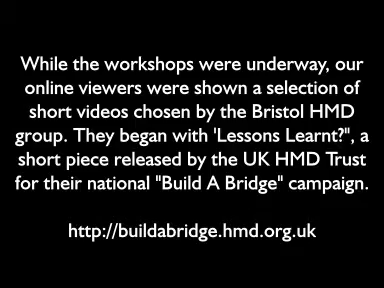 While the workshops were underway, our
online viewers were shown a selection of
short videos chosen by the Bristol HMD
group. They began with 'Lessons Learnt?", a
short piece released by the UK HMD Trust
for their national "Build A Bridge" campaign.
http://buildabridge.hmd.org.uk